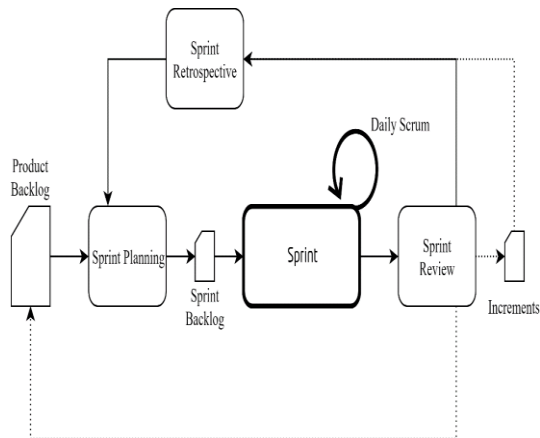 Sprint
Retrospective
Daily Scrum
Product
Backlog
Sprint Planning
Sprint
Backlog
Sprint
Sprint
Review
Increments